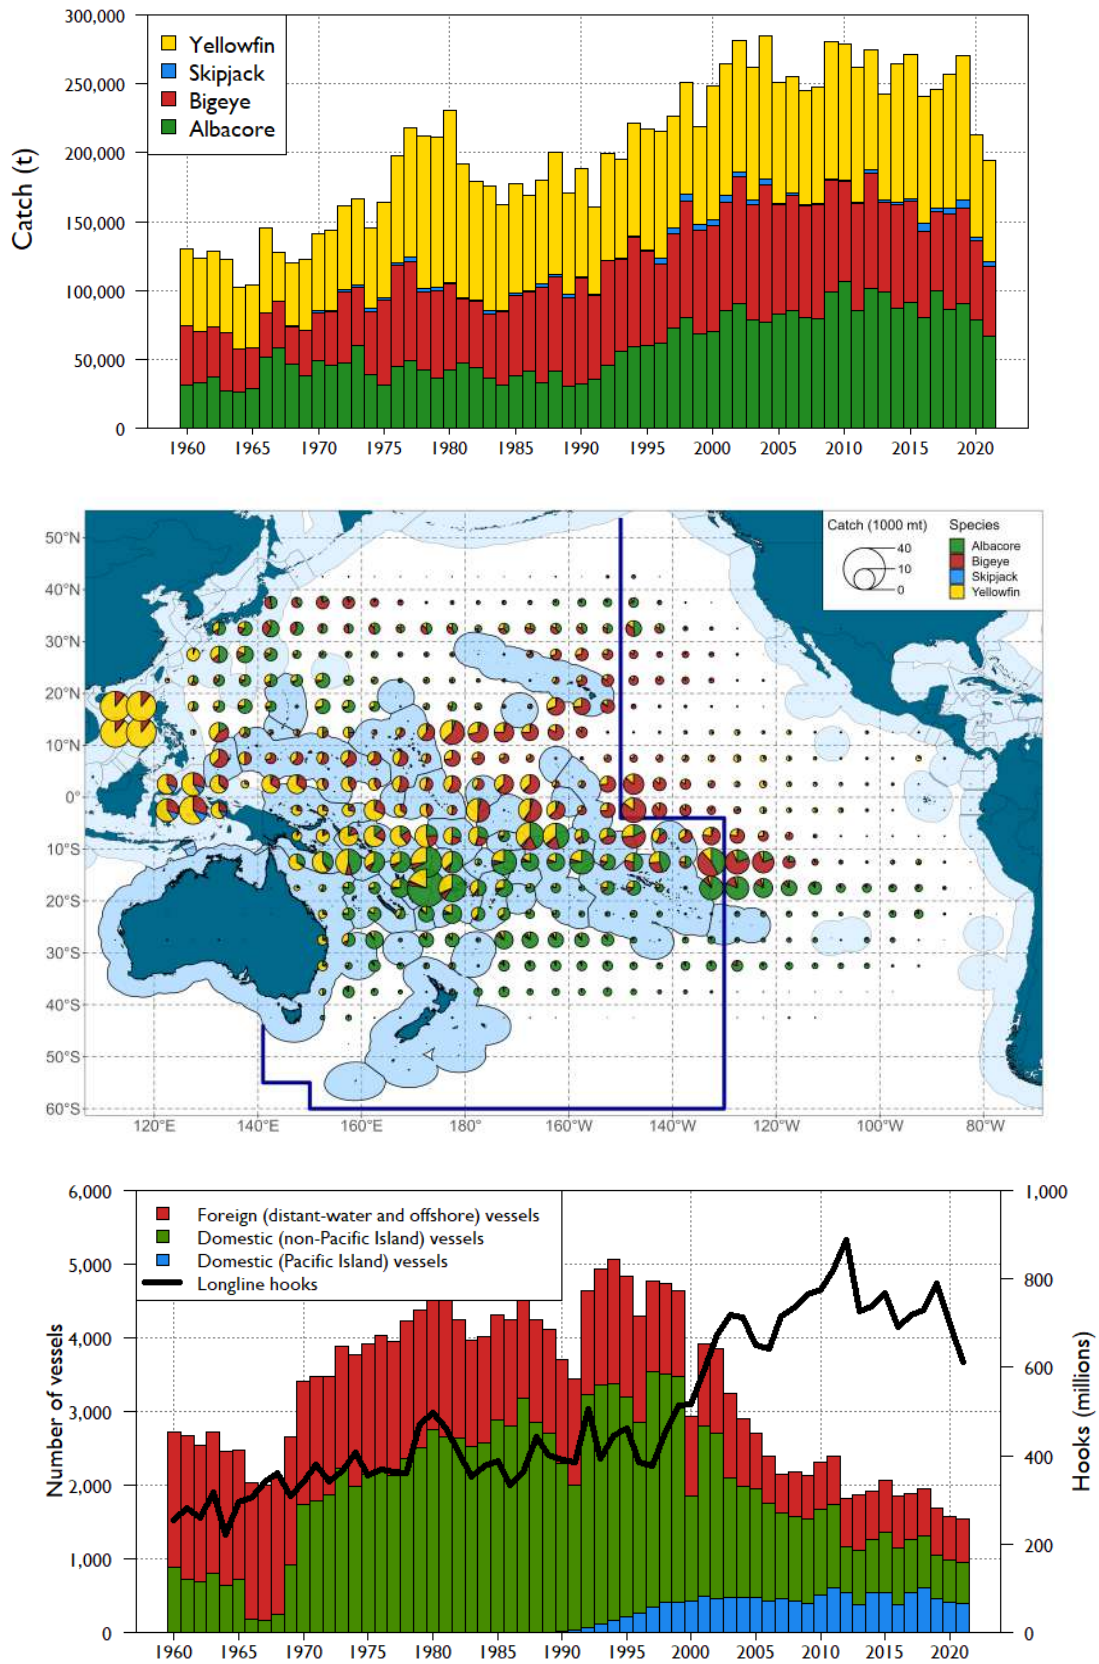 300,000
250,000
200,000
150,000
100,000
50,000
0
Catch (t)
Yellowfin
Skipjack
Bigeye
Albacore
1960 1965 1970 1975 1980 1985 1990 1995 2000 2005 2010 2015 2020
Catch (1000 mt) Species
40
10
0
Albacore
Bigeye
Skipjack
Yellowfin
50°N
40°N
30°N
20°N
10°N
0°
10°S
20°S
30°S
40°S
50°S
60°S
120°E 140°E 160°E 180° 160°W 140°W 120°W 100°W 80°W
6,000
5,000
4,000
3,000
2,000
1,000
0
Number of vessels
Foreign (distant-water and offshore) vessels
Domestic (non-Pacific Island) vessels
Domestic (Pacific Island) vessels
Longline hooks
1,000
800
600
400
200
0
Hooks (millions)
1960 1965 1970 1975 1980 1985 1990 1995 2000 2005 2010 2015 2020